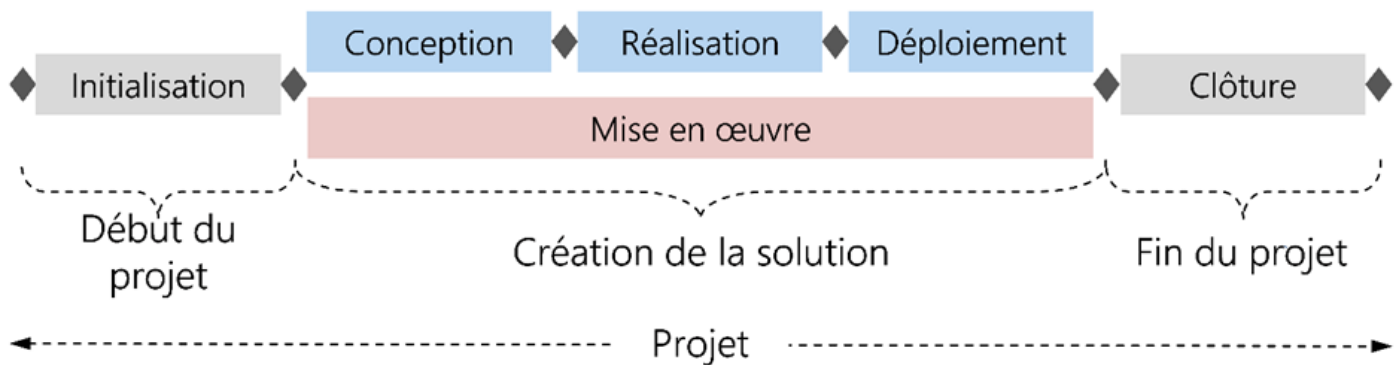 Conception
Réalisation
Déploiement
Initialisation
Clôture
Mise en œuvre
Début du
projet
Création de la solution
Fin du projet
Projet